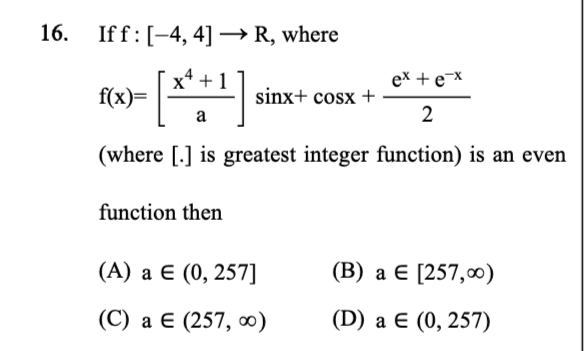 16. If f : [−4, 4] ⟶ R, where
f(x)= [ (x⁴ + 1)/a ] sinx+ cosx + (eˣ + e⁻ˣ)/2
(where [.] is greatest integer function) is an even
function then
(A) a ∈ (0, 257] (B) a ∈ [257,∞)
(C) a ∈ (257, ∞) (D) a ∈ (0, 257)